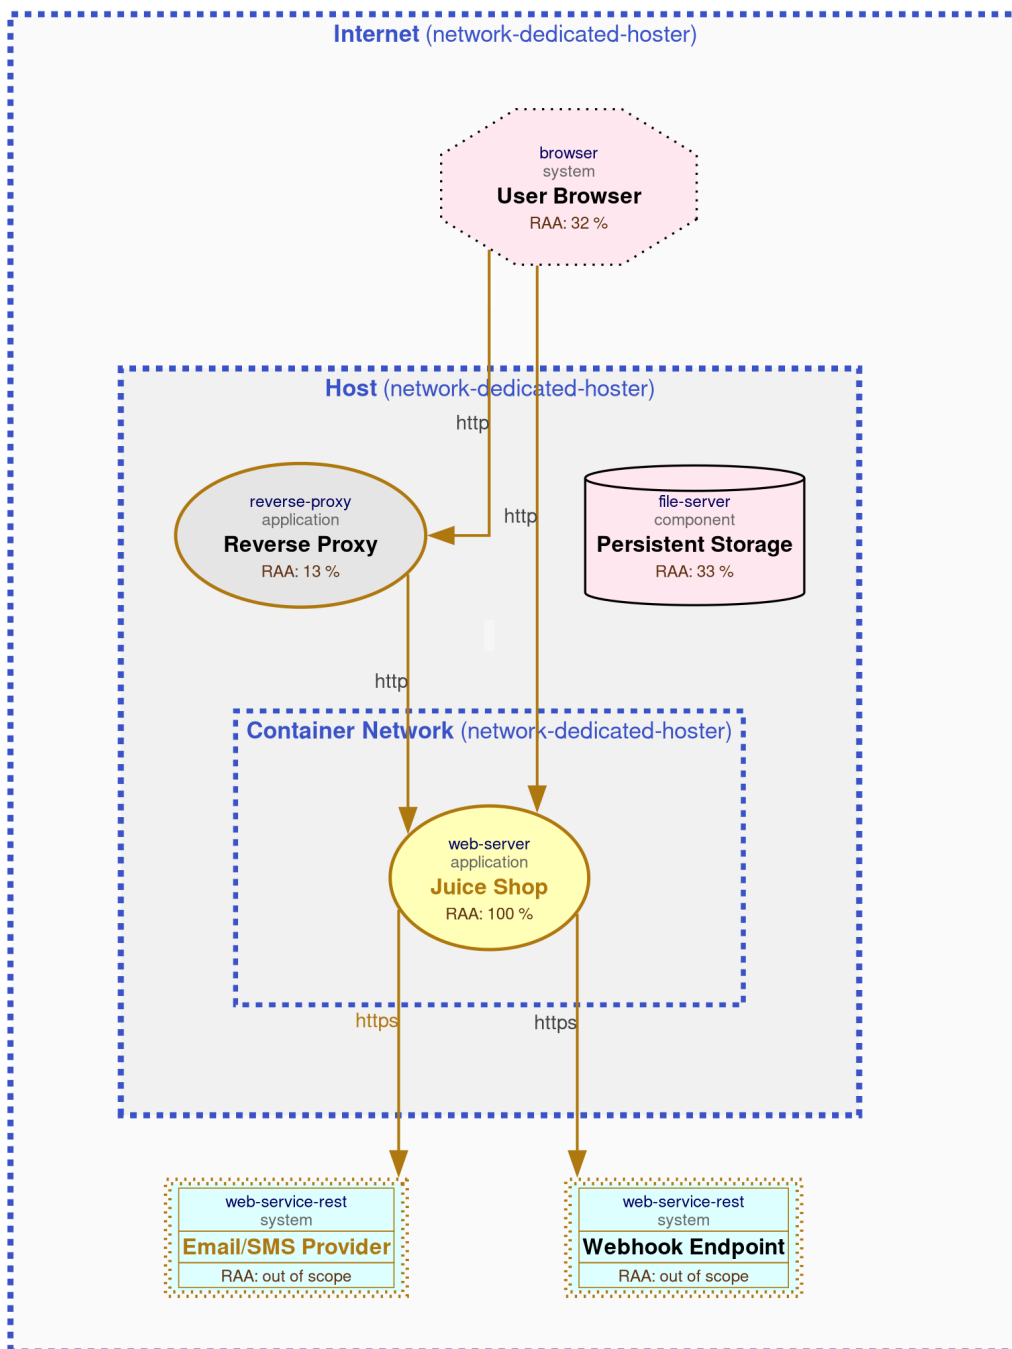 Internet (network-dedicated-hoster)
browser
system
User Browser
RAA: 32 %
Host (network-dedicated-hoster)
http
reverse-proxy
application
Reverse Proxy
RAA: 13 %
http
file-server
component
Persistent Storage
RAA: 33 %
http
Container Network (network-dedicated-hoster)
web-server
application
Juice Shop
RAA: 100 %
https
https
web-service-rest
system
Email/SMS Provider
RAA: out of scope
web-service-rest
system
Webhook Endpoint
RAA: out of scope